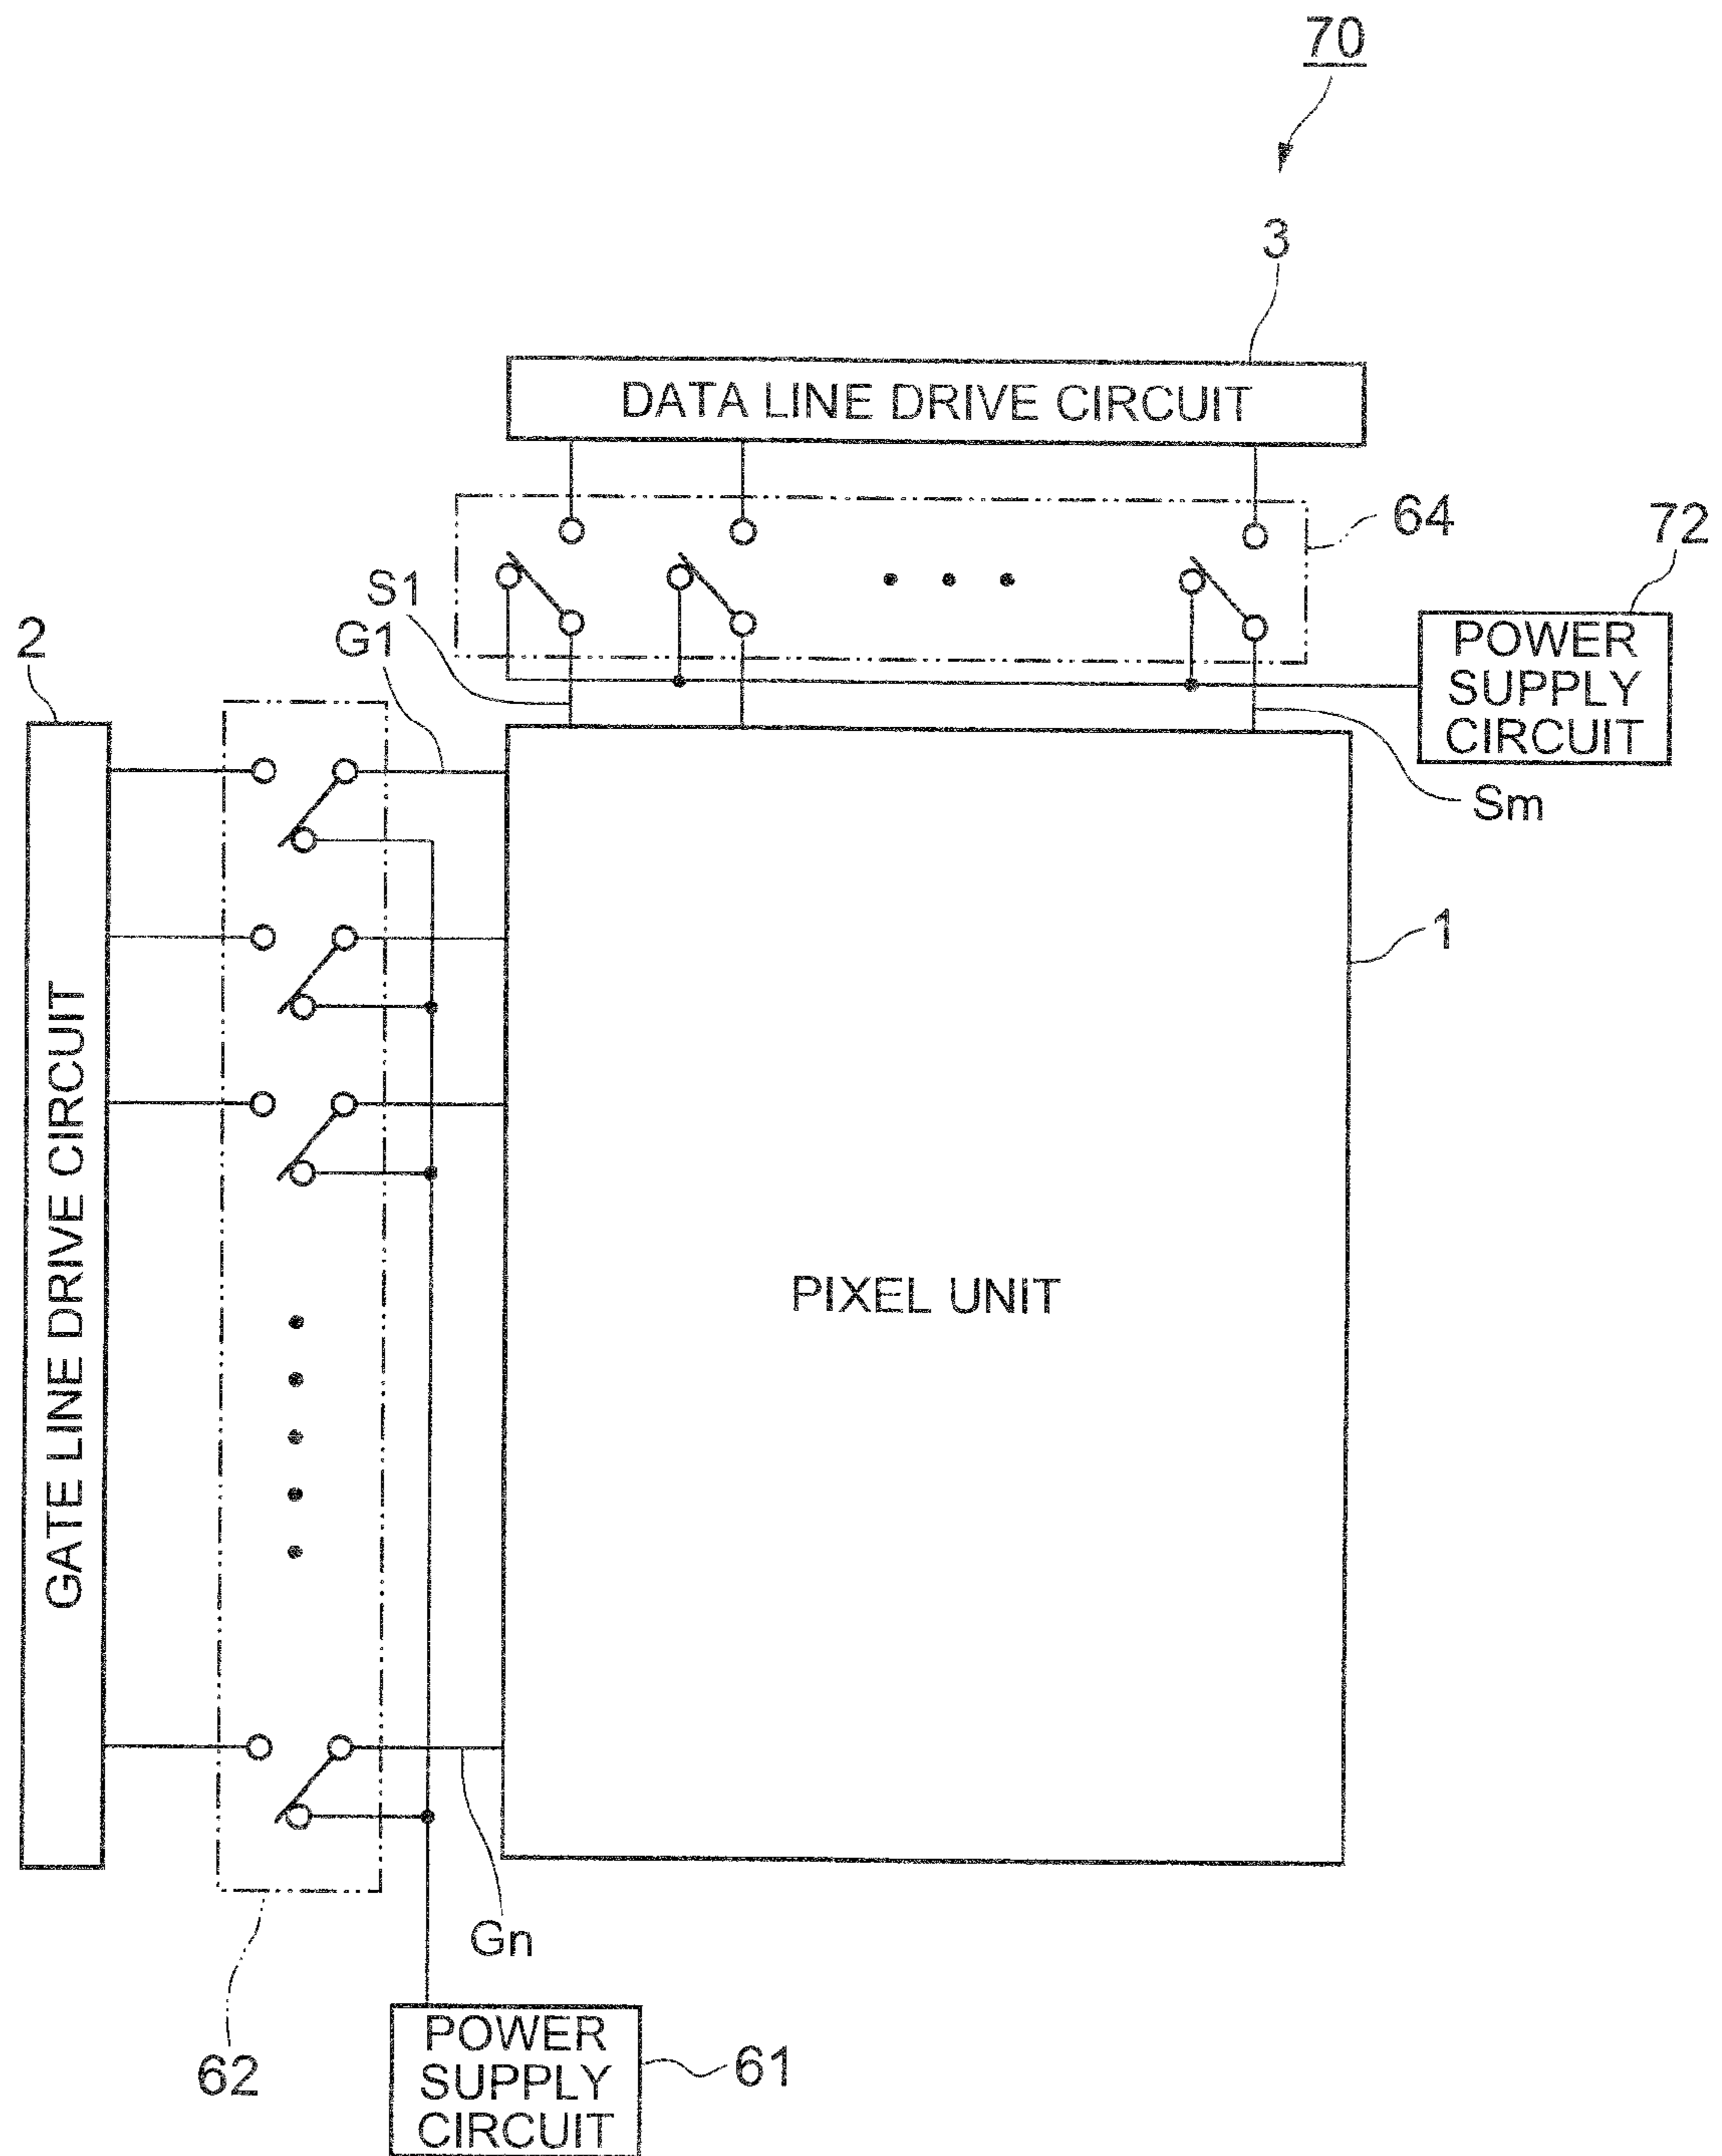 70
3
DATA LINE DRIVE CIRCUIT
64
72
S1
G1
POWER
SUPPLY
CIRCUIT
2
Sm
1
GATE LINE DRIVE CIRCUIT
PIXEL UNIT
Gn
62
POWER
SUPPLY
CIRCUIT
61